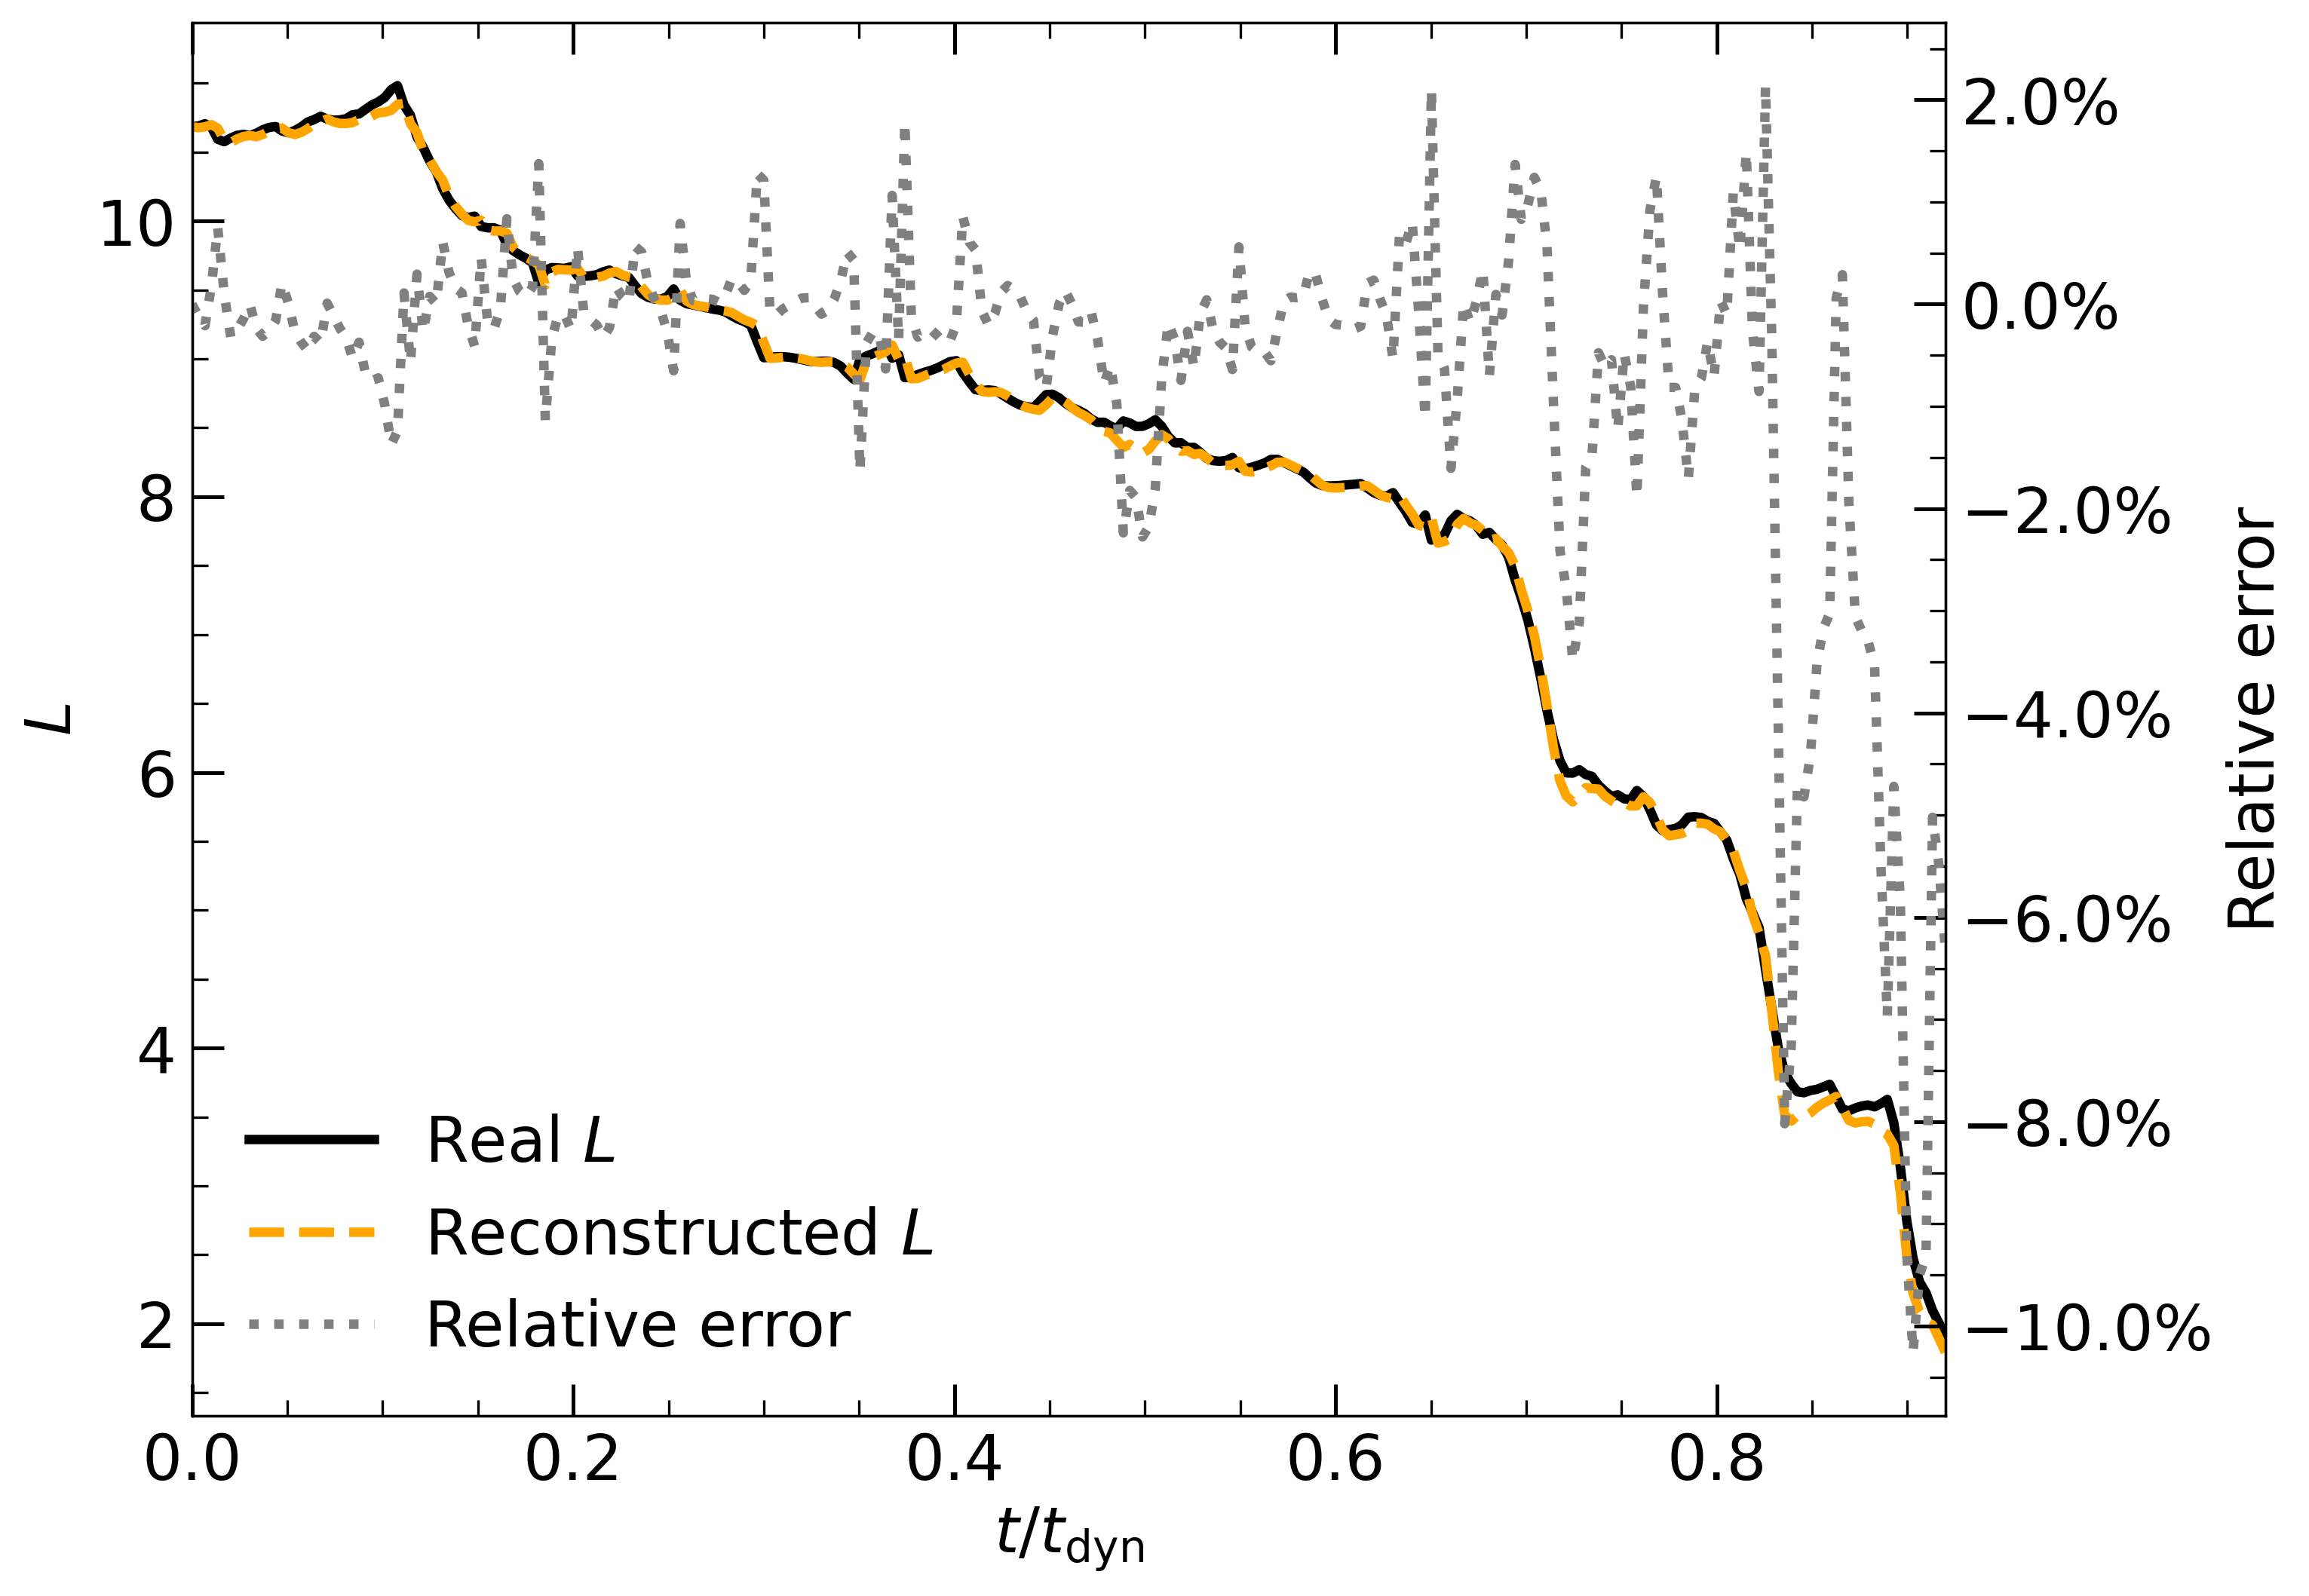 10
8
6
4
2
L
2.0%
0.0%
−2.0%
−4.0%
−6.0%
−8.0%
−10.0%
Relative error
Real L
Reconstructed L
Relative error
0.0 0.2 0.4 0.6 0.8
t/t_dyn